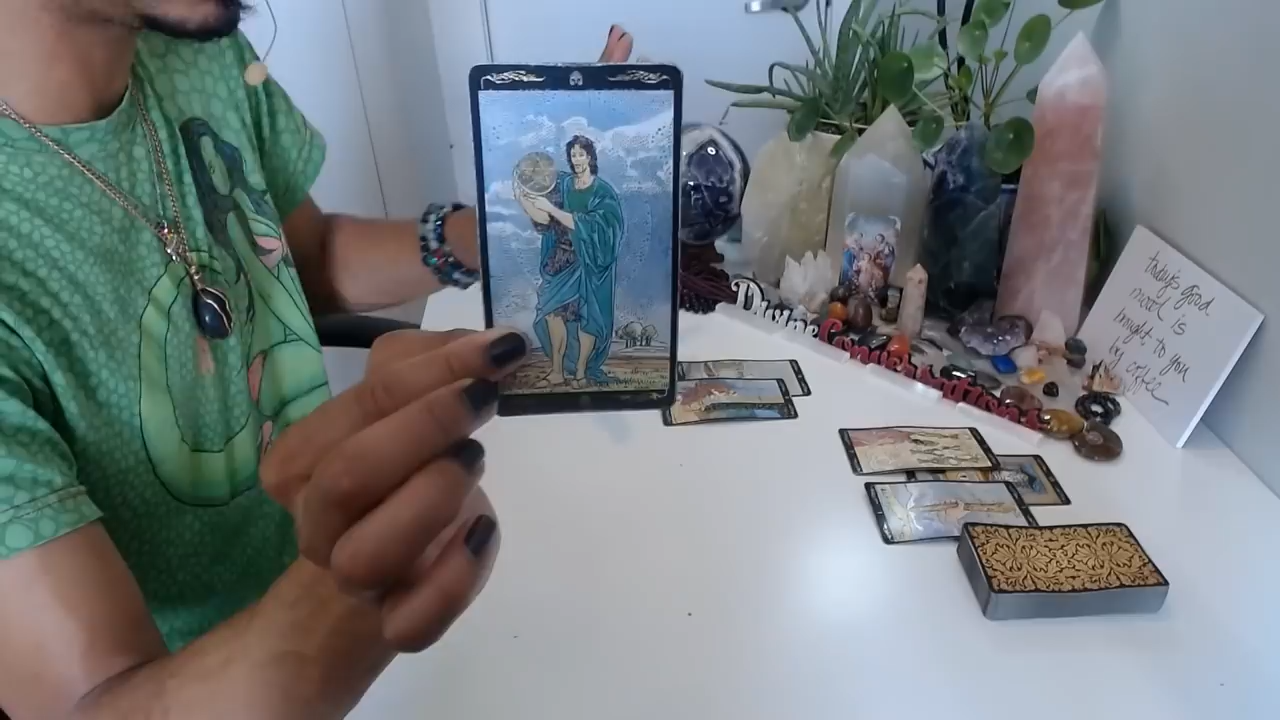 Divine Conversations
today's good
mood is
brought to you
by coffee